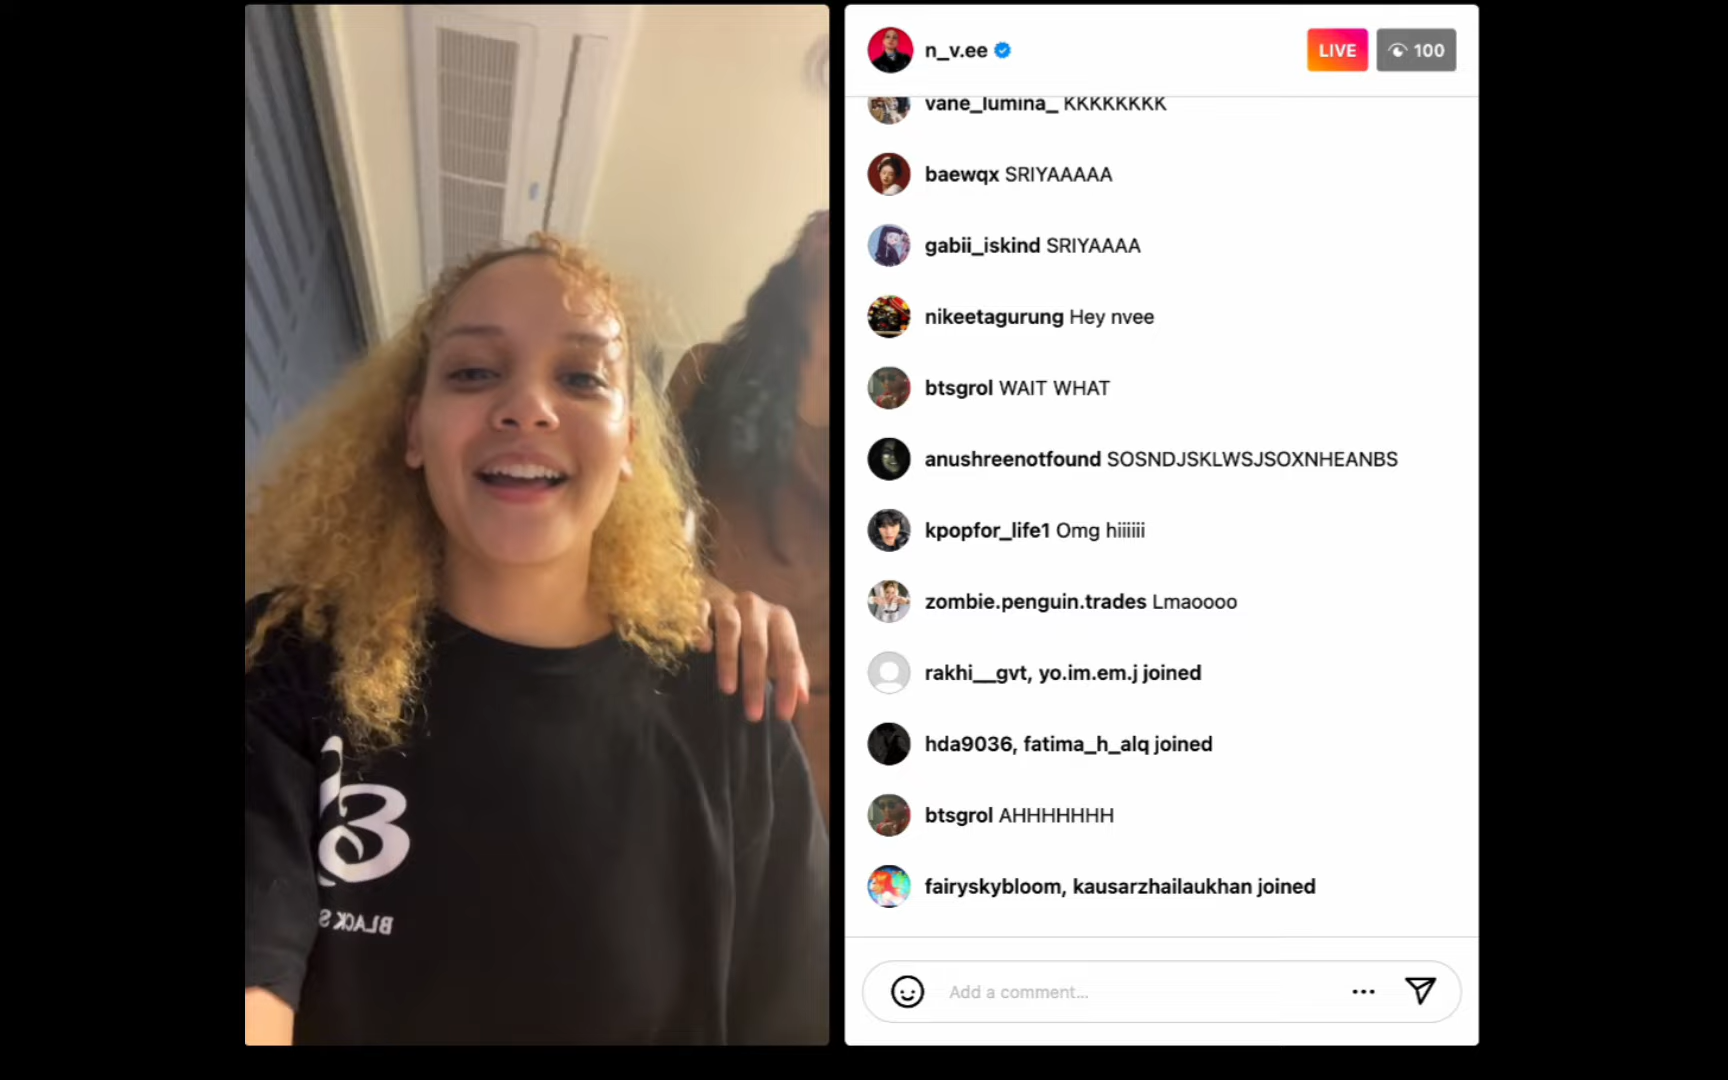 n_v.ee
LIVE
100
vane_lumina_ KKKKKKKK
baewqx SRIYAAAAA
gabii_iskind SRIYAAAA
nikeetagurung Hey nvee
btsgrol WAIT WHAT
anushreenotfound SOSNDJSKLWSJSOXNHEANBS
kpopfor_life1 Omg hiiiiii
zombie.penguin.trades Lmaoooo
rakhi__gvt, yo.im.em.j joined
hda9036, fatima_h_alq joined
btsgrol AHHHHHHH
fairyskybloom, kausarzhailaukhan joined
Add a comment...
BLACK S